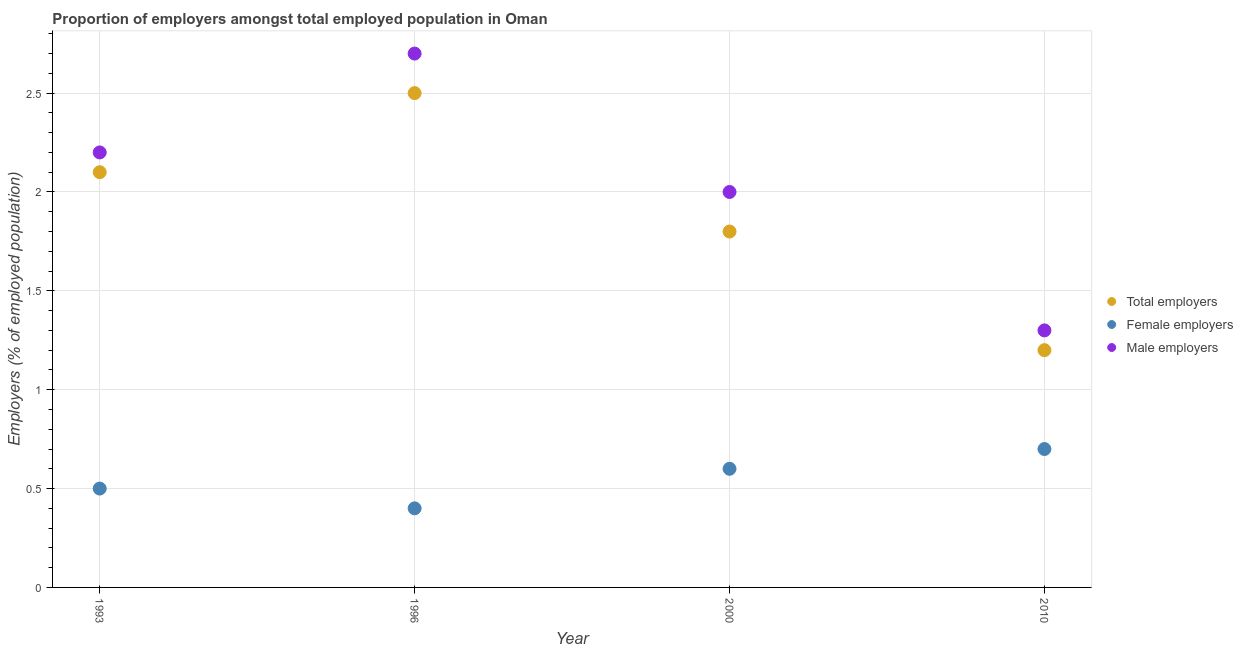 Proportion of employers amongst total employed population in Oman
Employers (% of employed population)
2.5
2
1.5
1
0.5
0
1993
1996
2000
2010
Year
Total employers
Female employers
Male employers